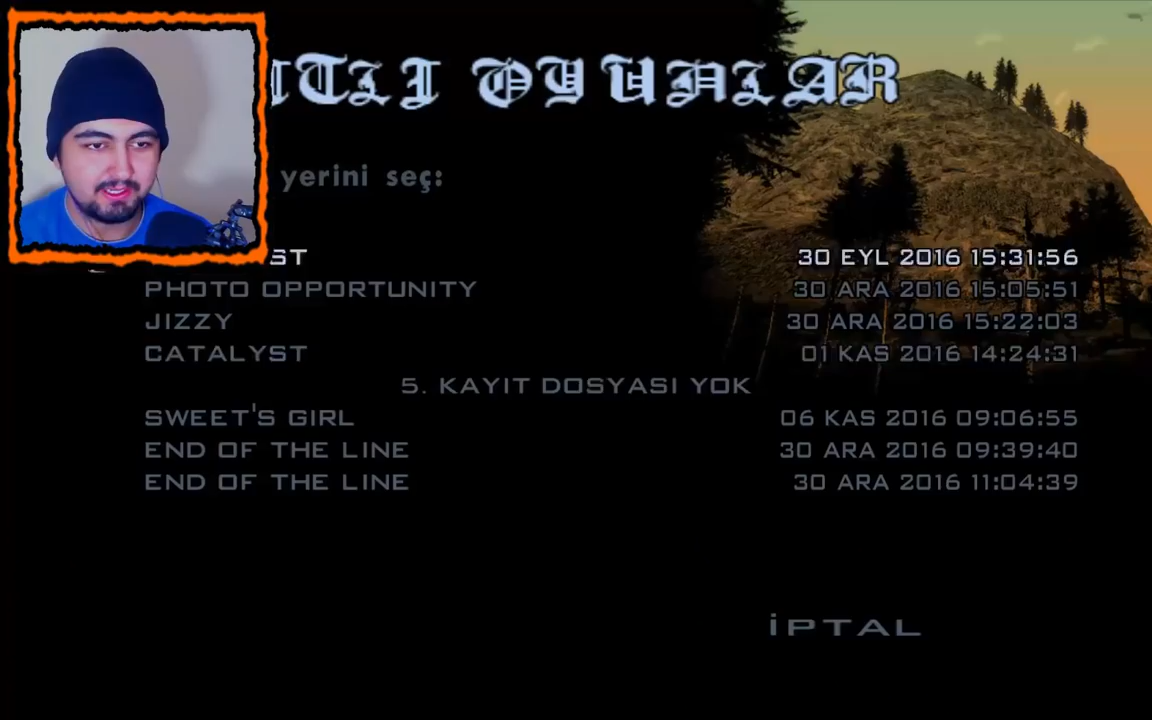 OYUNLAR
yerini seç:
30 EYL 2016 15:31:56
PHOTO OPPORTUNITY 30 ARA 2016 15:05:51
JIZZY 30 ARA 2016 15:22:03
CATALYST 01 KAS 2016 14:24:31
5. KAYIT DOSYASI YOK
SWEET'S GIRL 06 KAS 2016 09:06:55
END OF THE LINE 30 ARA 2016 09:39:40
END OF THE LINE 30 ARA 2016 11:04:39
İPTAL